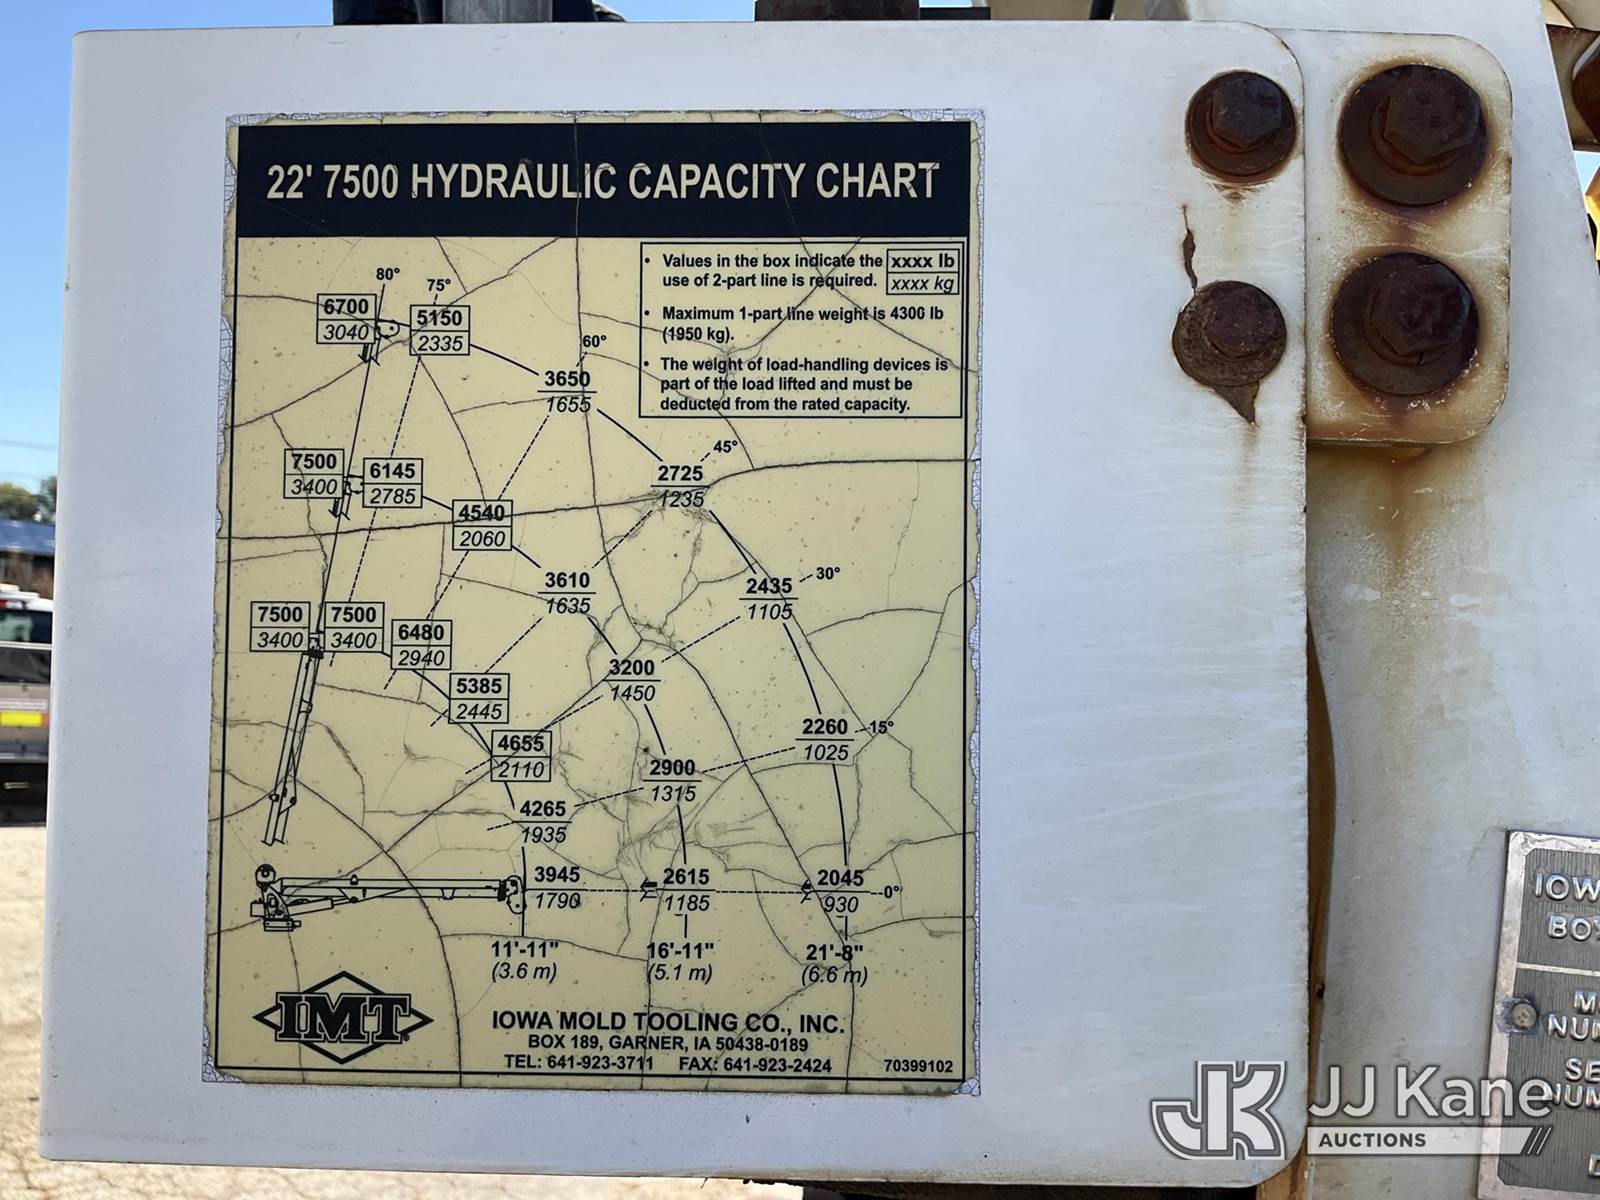 22' 7500 HYDRAULIC CAPACITY CHART
• Values in the box indicate the use of 2-part line is required.
xxxx lb
xxxx kg
• Maximum 1-part line weight is 4300 lb
(1950 kg).
• The weight of load-handling devices is
part of the load lifted and must be
deducted from the rated capacity.
80°
75°
6700
3040
5150
2335
60°
3650
1655
45°
2725
1235
7500
3400
6145
2785
4540
2060
3610
1635
30°
2435
1105
7500
3400
7500
3400
6480
2940
5385
2445
3200
1450
4655
2110
2260
1025
15°
2900
1315
4265
1935
3945
1790
2615
1185
2045
930
0°
11'-11"
(3.6 m)
16'-11"
(5.1 m)
21'-8"
(6.6 m)
IMT
IOWA MOLD TOOLING CO., INC.
BOX 189, GARNER, IA 50438-0189
TEL: 641-923-3711 FAX: 641-923-2424
70399102
JK JJ Kane
AUCTIONS